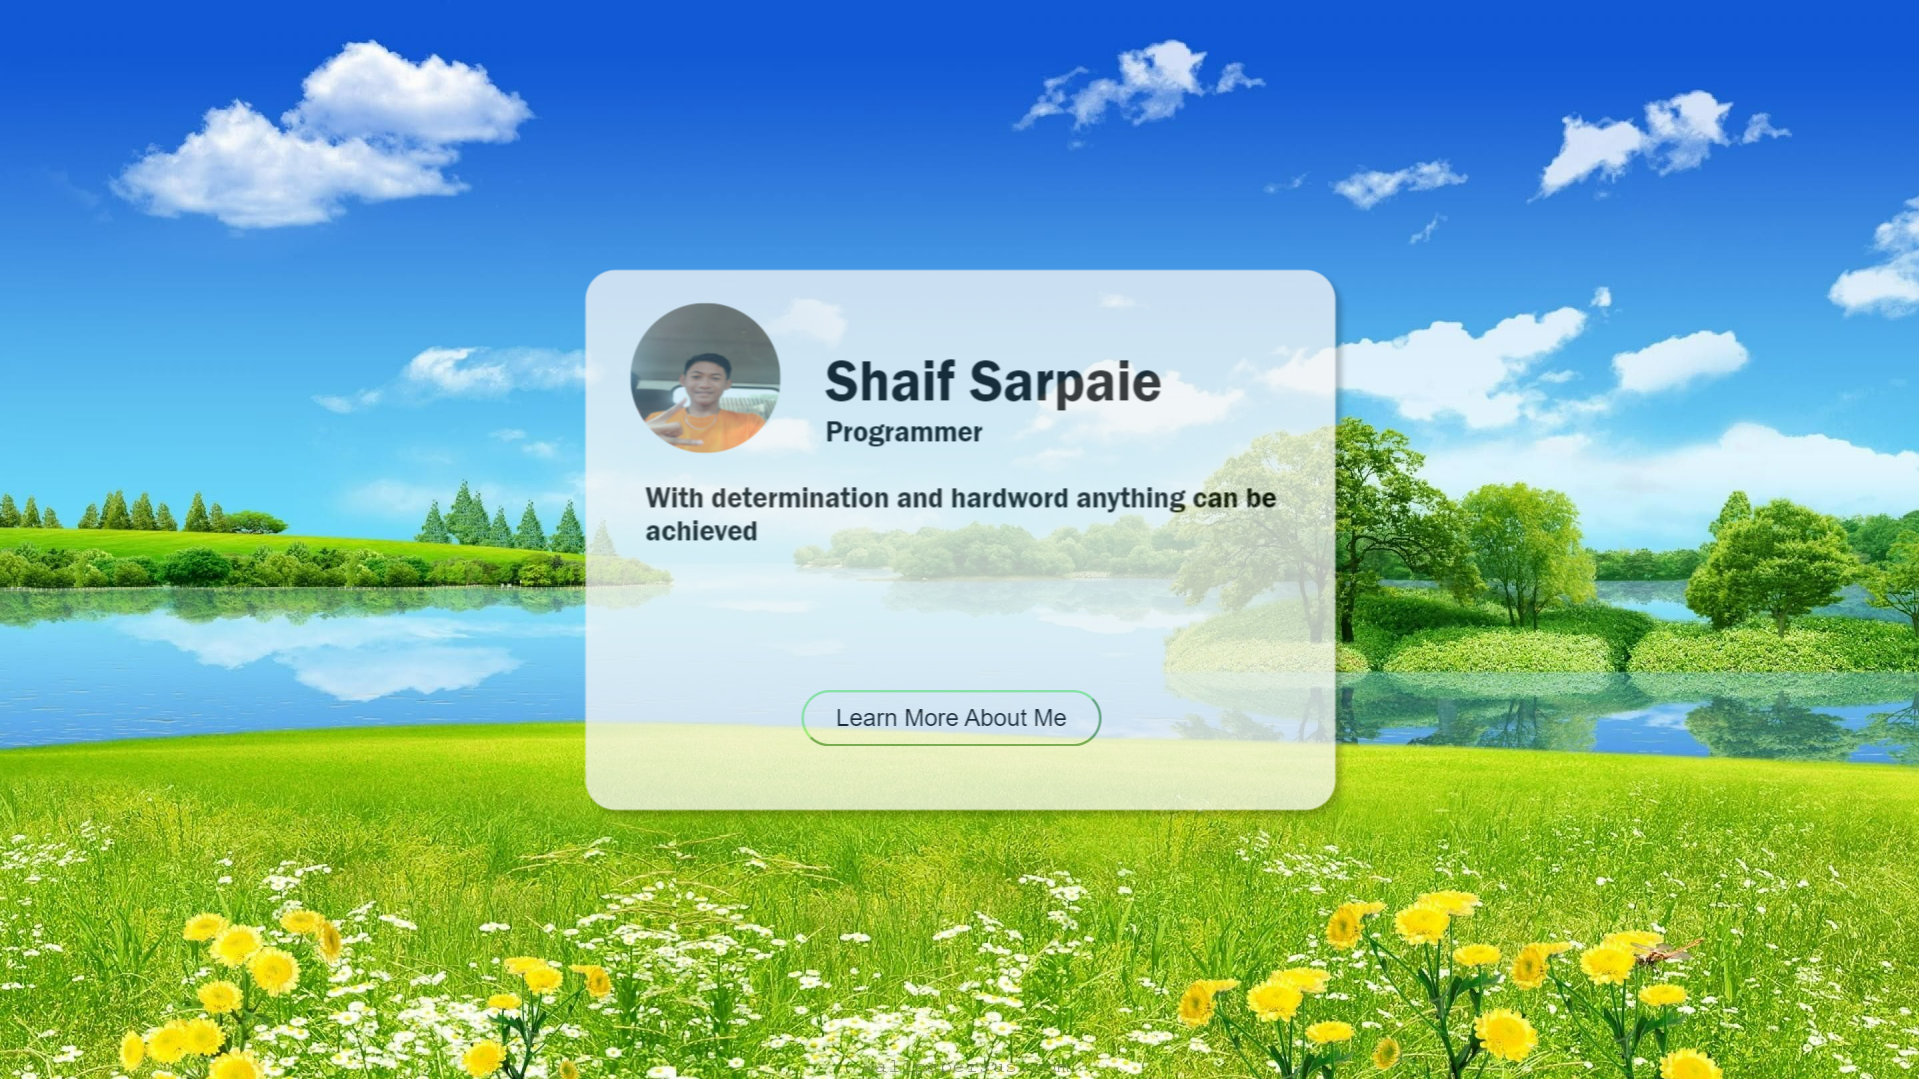 Shaif Sarpaie
Programmer
With determination and hardword anything can be
achieved
Learn More About Me